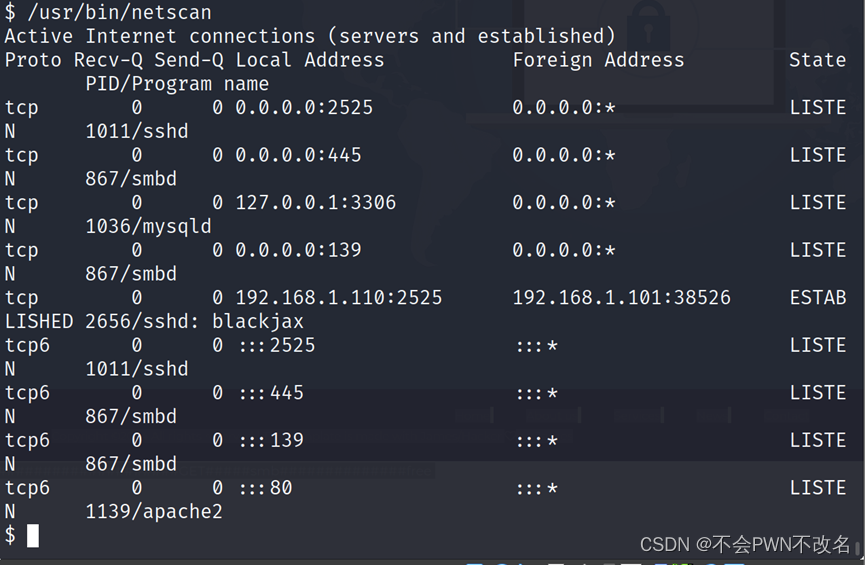 $ /usr/bin/netscan
Active Internet connections (servers and established)
Proto Recv-Q Send-Q Local Address           Foreign Address         State
       PID/Program name
tcp        0      0 0.0.0.0:2525            0.0.0.0:*               LISTE
N      1011/sshd
tcp        0      0 0.0.0.0:445             0.0.0.0:*               LISTE
N      867/smbd
tcp        0      0 127.0.0.1:3306          0.0.0.0:*               LISTE
N      1036/mysqld
tcp        0      0 0.0.0.0:139             0.0.0.0:*               LISTE
N      867/smbd
tcp        0      0 192.168.1.110:2525      192.168.1.101:38526     ESTAB
LISHED 2656/sshd: blackjax
tcp6       0      0 :::2525                 :::*                    LISTE
N      1011/sshd
tcp6       0      0 :::445                  :::*                    LISTE
N      867/smbd
tcp6       0      0 :::139                  :::*                    LISTE
N      867/smbd
tcp6       0      0 :::80                   :::*                    LISTE
N      1139/apache2
$
CSDN @不会PWN不改名